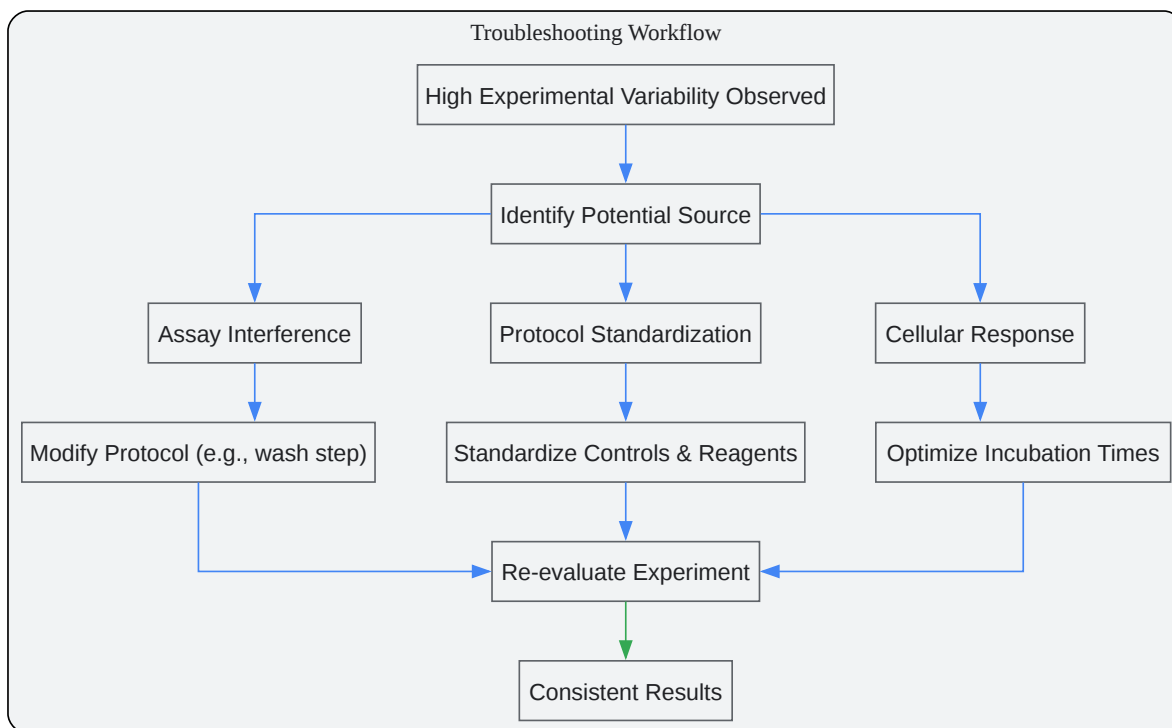 Troubleshooting Workflow
High Experimental Variability Observed
Identify Potential Source
Assay Interference
Protocol Standardization
Cellular Response
Modify Protocol (e.g., wash step)
Standardize Controls & Reagents
Optimize Incubation Times
Re-evaluate Experiment
Consistent Results